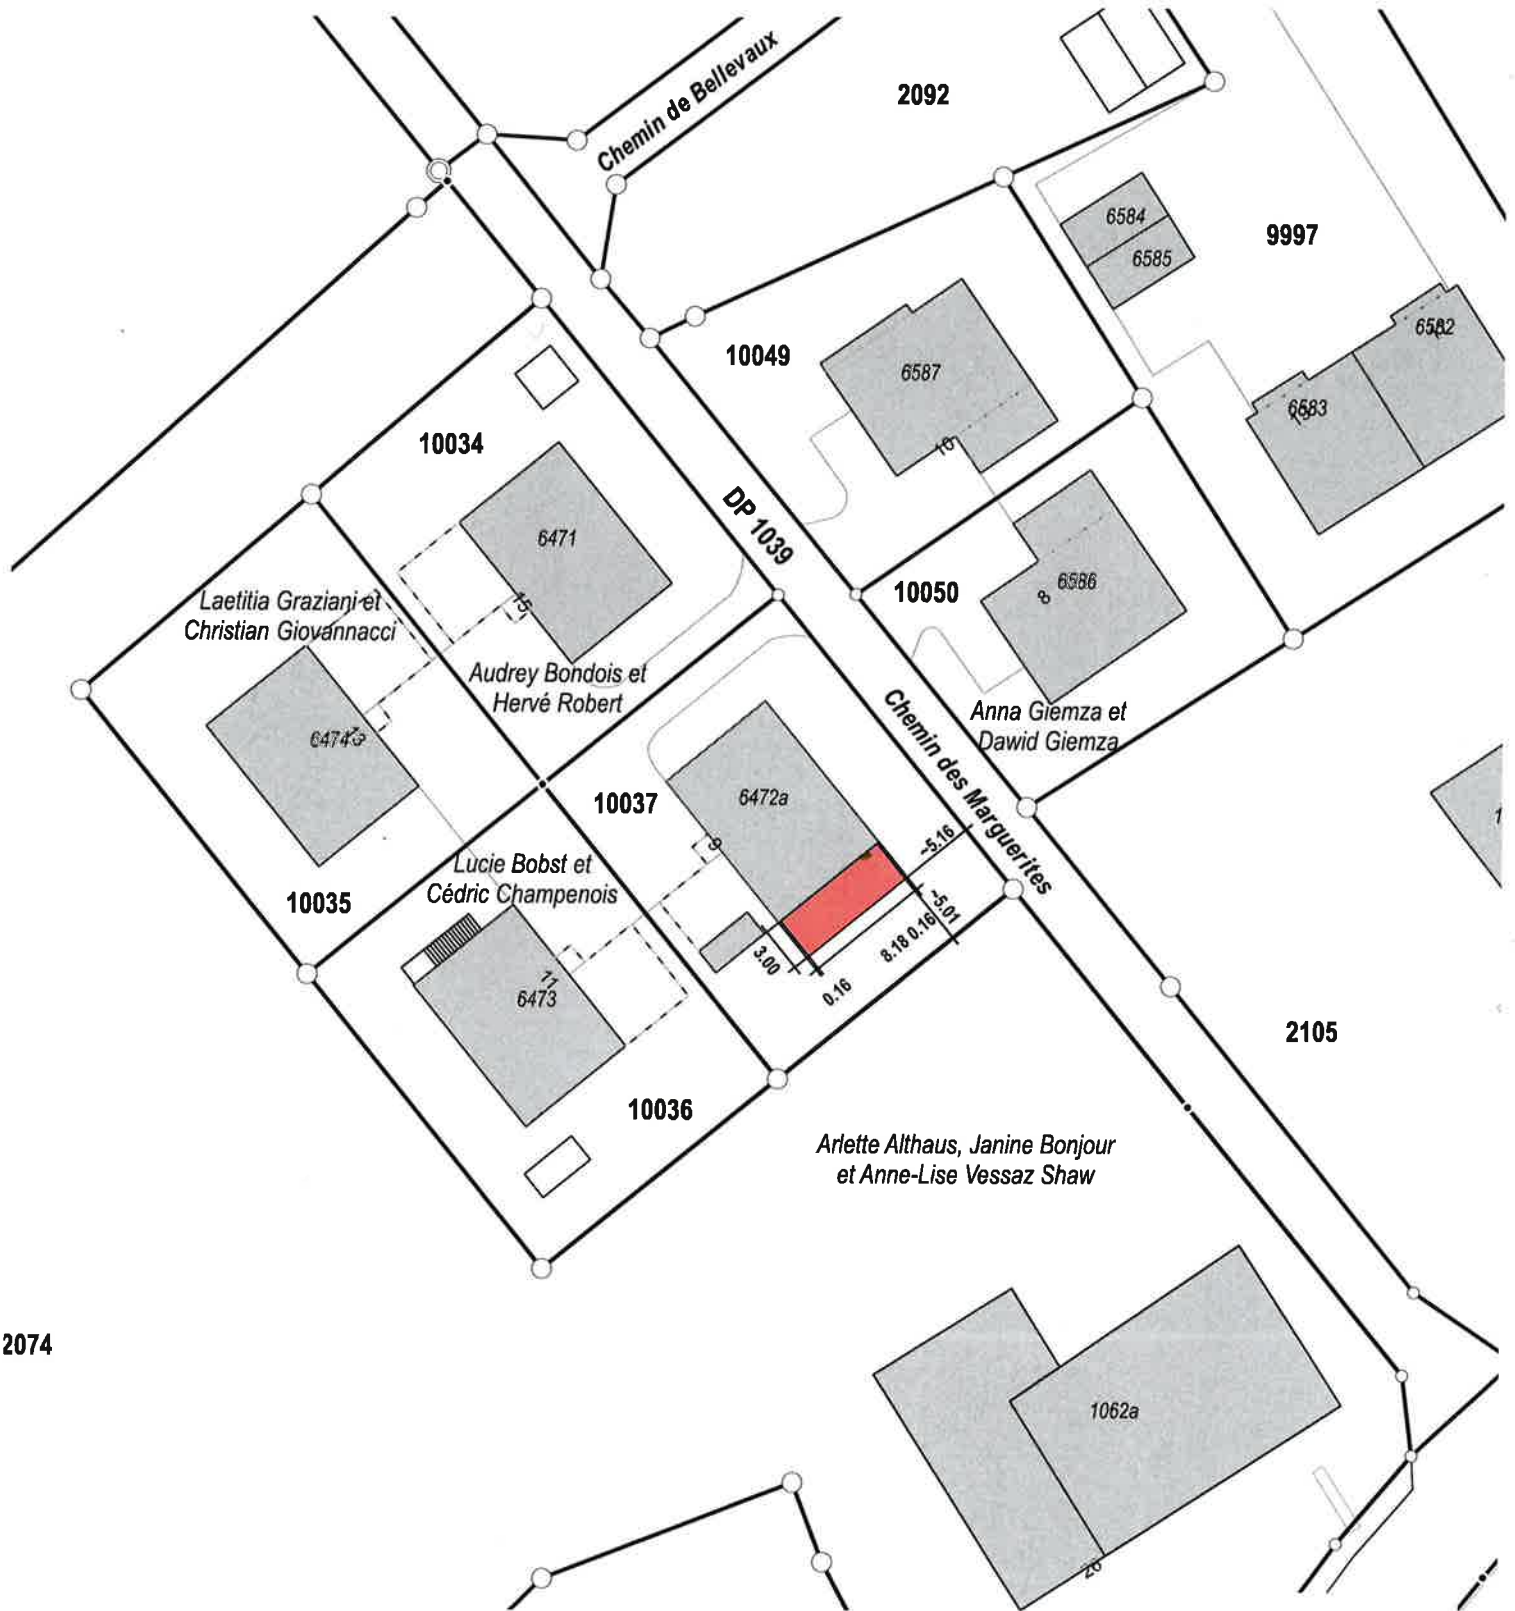 Chemin de Bellevaux
2092
6584
6585
9997
6582
6583
10049
6587
10
10034
6471
15
DP 1039
10050
6586
8
Laetitia Graziani et
Christian Giovannacci
Audrey Bondois et
Hervé Robert
Anna Giemza et
Dawid Giemza
Chemin des Marguerites
6474
10037
6472a
9
~5.16
~5.01
8.18 0.16
3.00
0.16
Lucie Bobst et
Cédric Champenois
10035
11
6473
2105
10036
Arlette Althaus, Janine Bonjour
et Anne-Lise Vessaz Shaw
2074
1062a
26